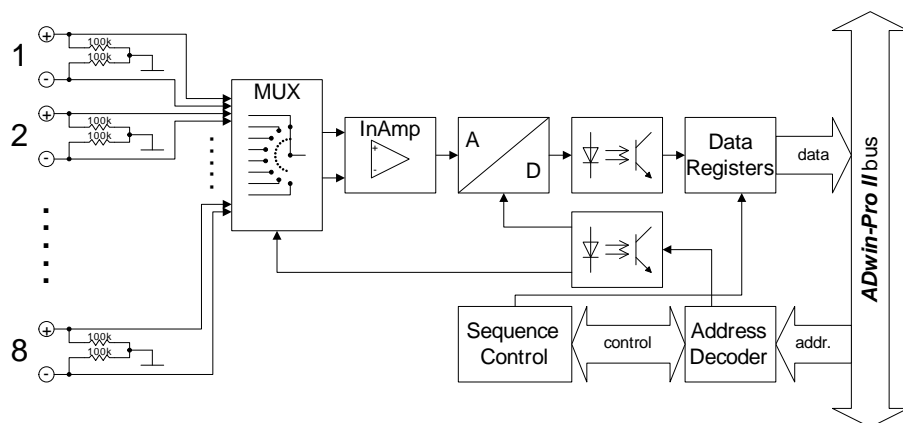 +
100k
100k
1
-
+
100k
100k
2
-
+
100k
100k
8
-
MUX
InAmp
+
-
A
D
Data
Registers
data
Sequence
Control
control
Address
Decoder
addr.
ADwin-Pro II bus